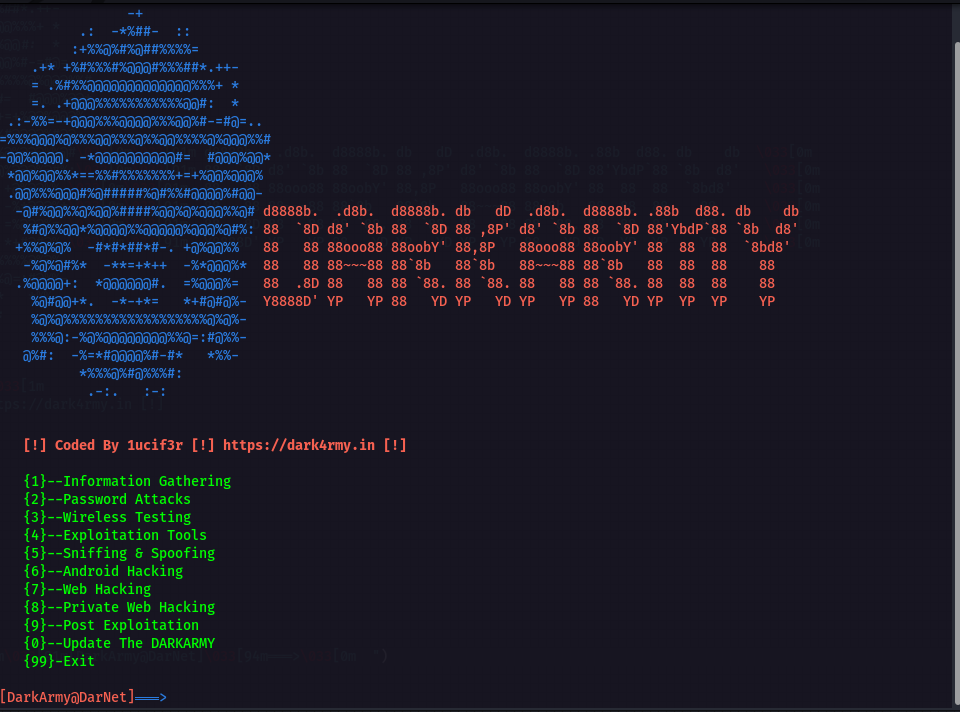 DARKARMY
[!] Coded By 1ucif3r [!] https://dark4rmy.in [!]
{1}--Information Gathering
{2}--Password Attacks
{3}--Wireless Testing
{4}--Exploitation Tools
{5}--Sniffing & Spoofing
{6}--Android Hacking
{7}--Web Hacking
{8}--Private Web Hacking
{9}--Post Exploitation
{0}--Update The DARKARMY
{99}-Exit
[DarkArmy@DarNet]═══>